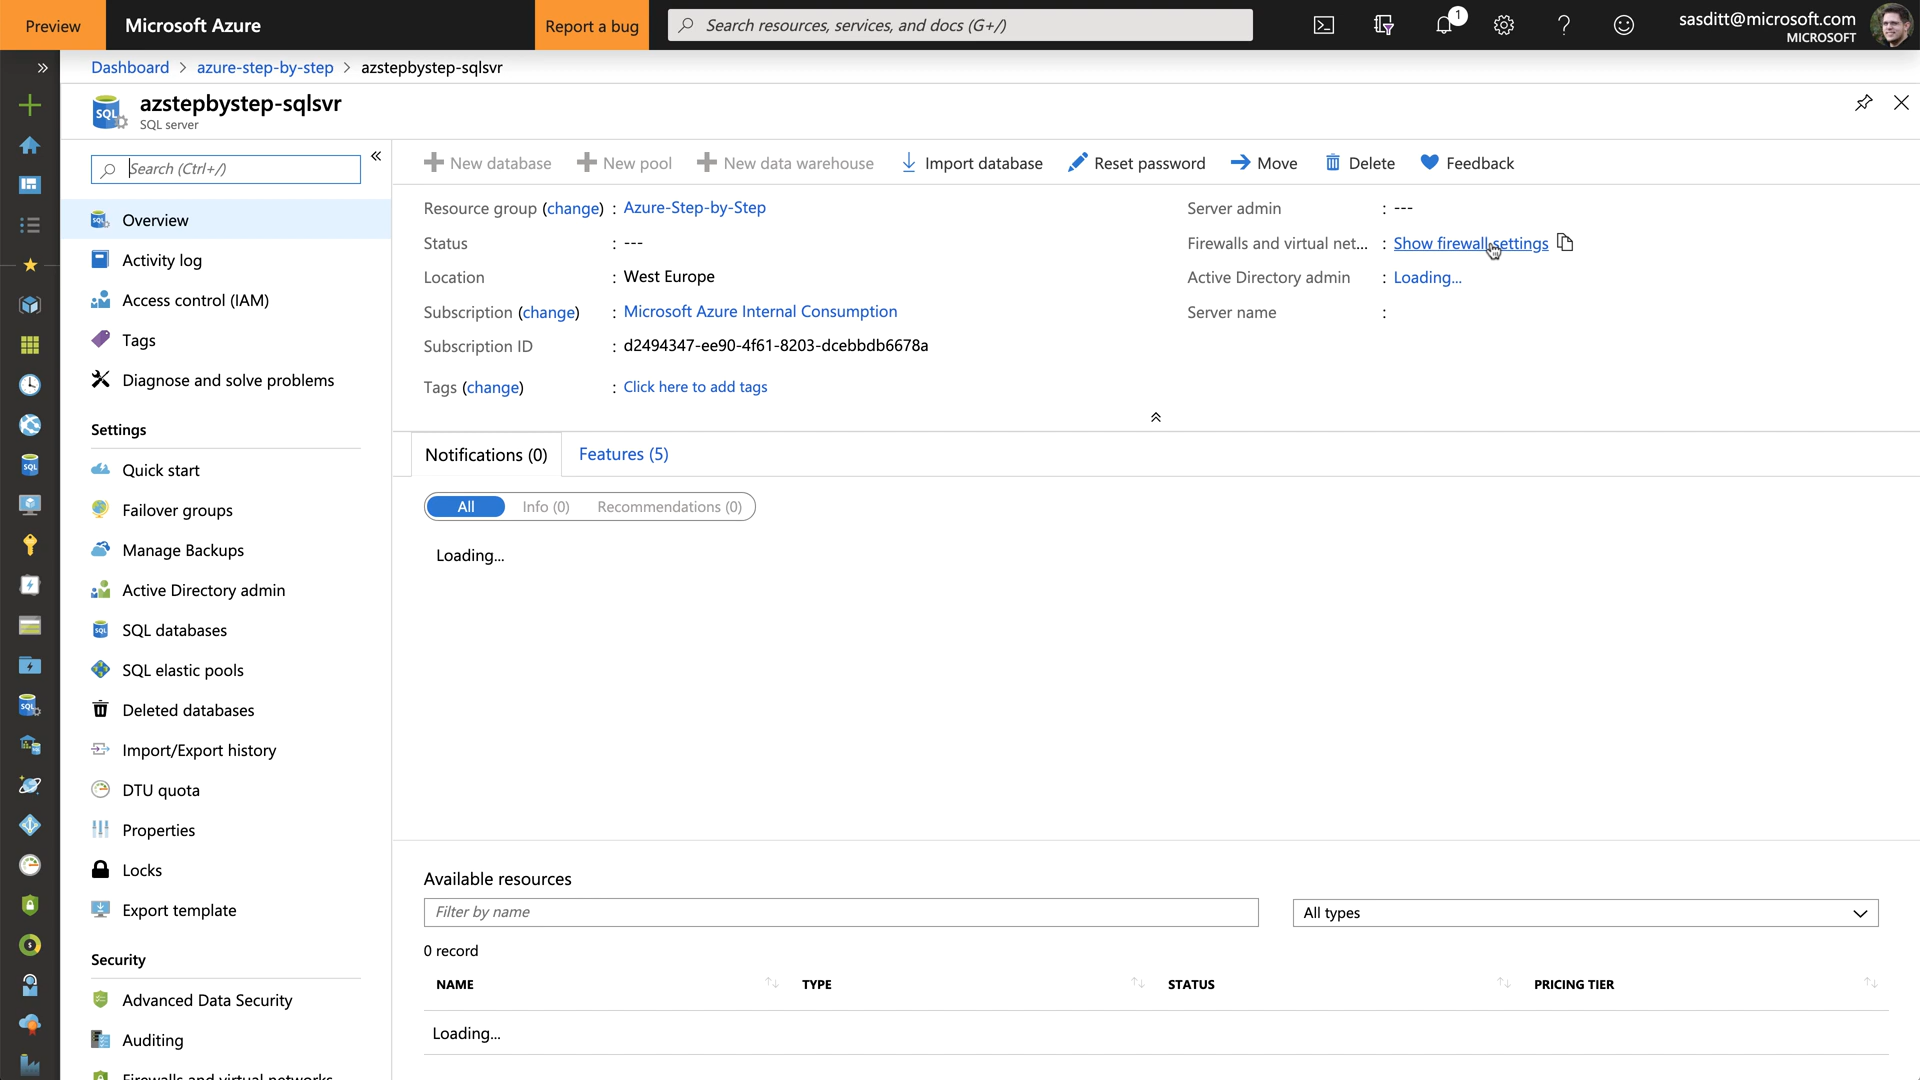 Preview
Microsoft Azure
Report a bug
Search resources, services, and docs (G+/)
1
sasditt@microsoft.com
MICROSOFT
Dashboard > azure-step-by-step > azstepbystep-sqlsvr
SQL
azstepbystep-sqlsvr
SQL server
Search (Ctrl+/)
Overview
Activity log
Access control (IAM)
Tags
Diagnose and solve problems
Settings
Quick start
Failover groups
Manage Backups
Active Directory admin
SQL databases
SQL elastic pools
Deleted databases
Import/Export history
DTU quota
Properties
Locks
Export template
Security
Advanced Data Security
Auditing
Firewalls and virtual networks
New database
New pool
New data warehouse
Import database
Reset password
Move
Delete
Feedback
Resource group (change) : Azure-Step-by-Step
Status : ---
Location : West Europe
Subscription (change) : Microsoft Azure Internal Consumption
Subscription ID : d2494347-ee90-4f61-8203-dcebbdb6678a
Tags (change) : Click here to add tags
Server admin : ---
Firewalls and virtual net... : Show firewall settings
Active Directory admin : Loading...
Server name :
Notifications (0)
Features (5)
All
Info (0)
Recommendations (0)
Loading...
Available resources
Filter by name
All types
0 record
NAME
TYPE
STATUS
PRICING TIER
Loading...